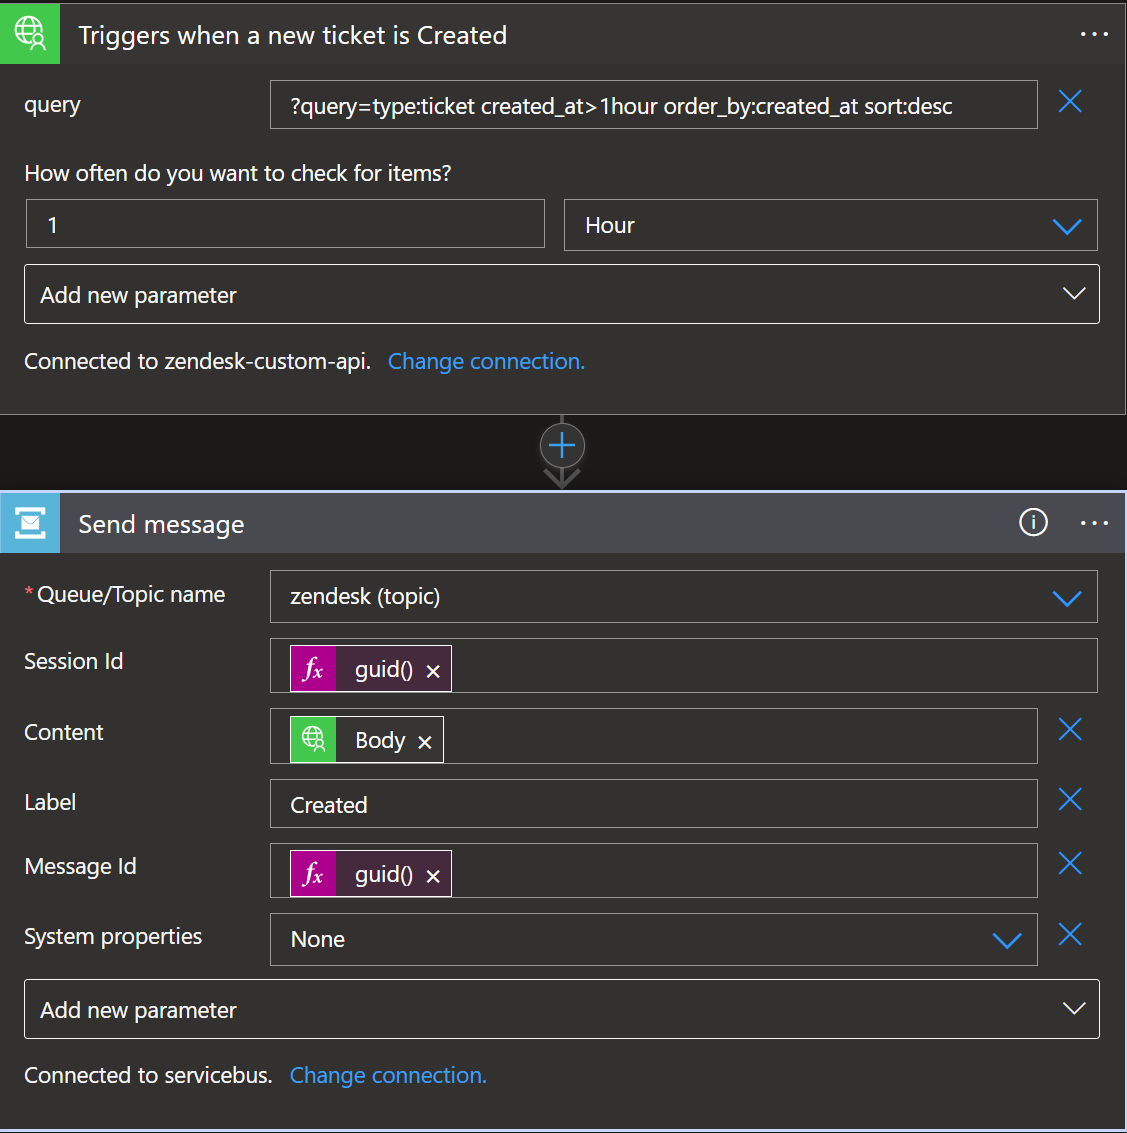 Triggers when a new ticket is Created
query
?query=type:ticket created_at>1hour order_by:created_at sort:desc
How often do you want to check for items?
1
Hour
Add new parameter
Connected to zendesk-custom-api. Change connection.
Send message
* Queue/Topic name
zendesk (topic)
Session Id
fx guid() ×
Content
Body ×
Label
Created
Message Id
fx guid() ×
System properties
None
Add new parameter
Connected to servicebus. Change connection.